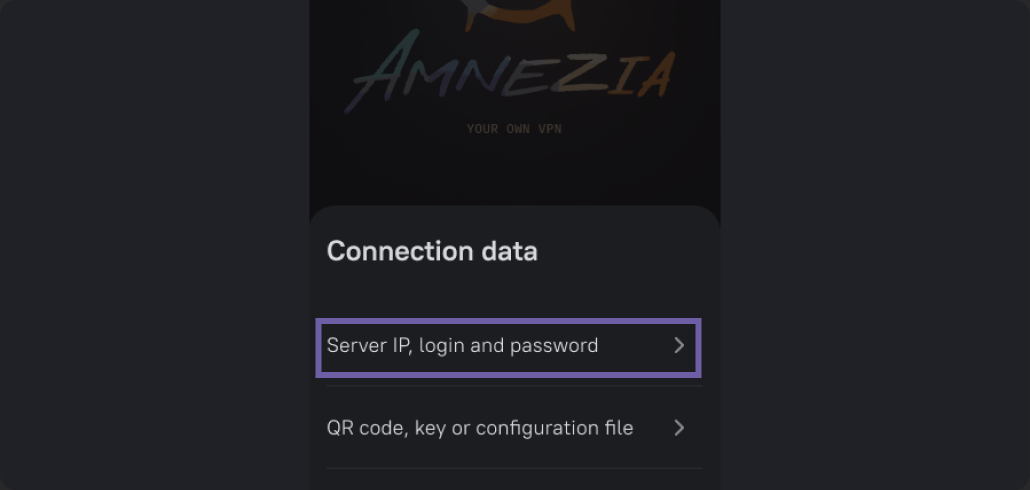 AMNEZIA
YOUR OWN VPN
Connection data
Server IP, login and password
QR code, key or configuration file